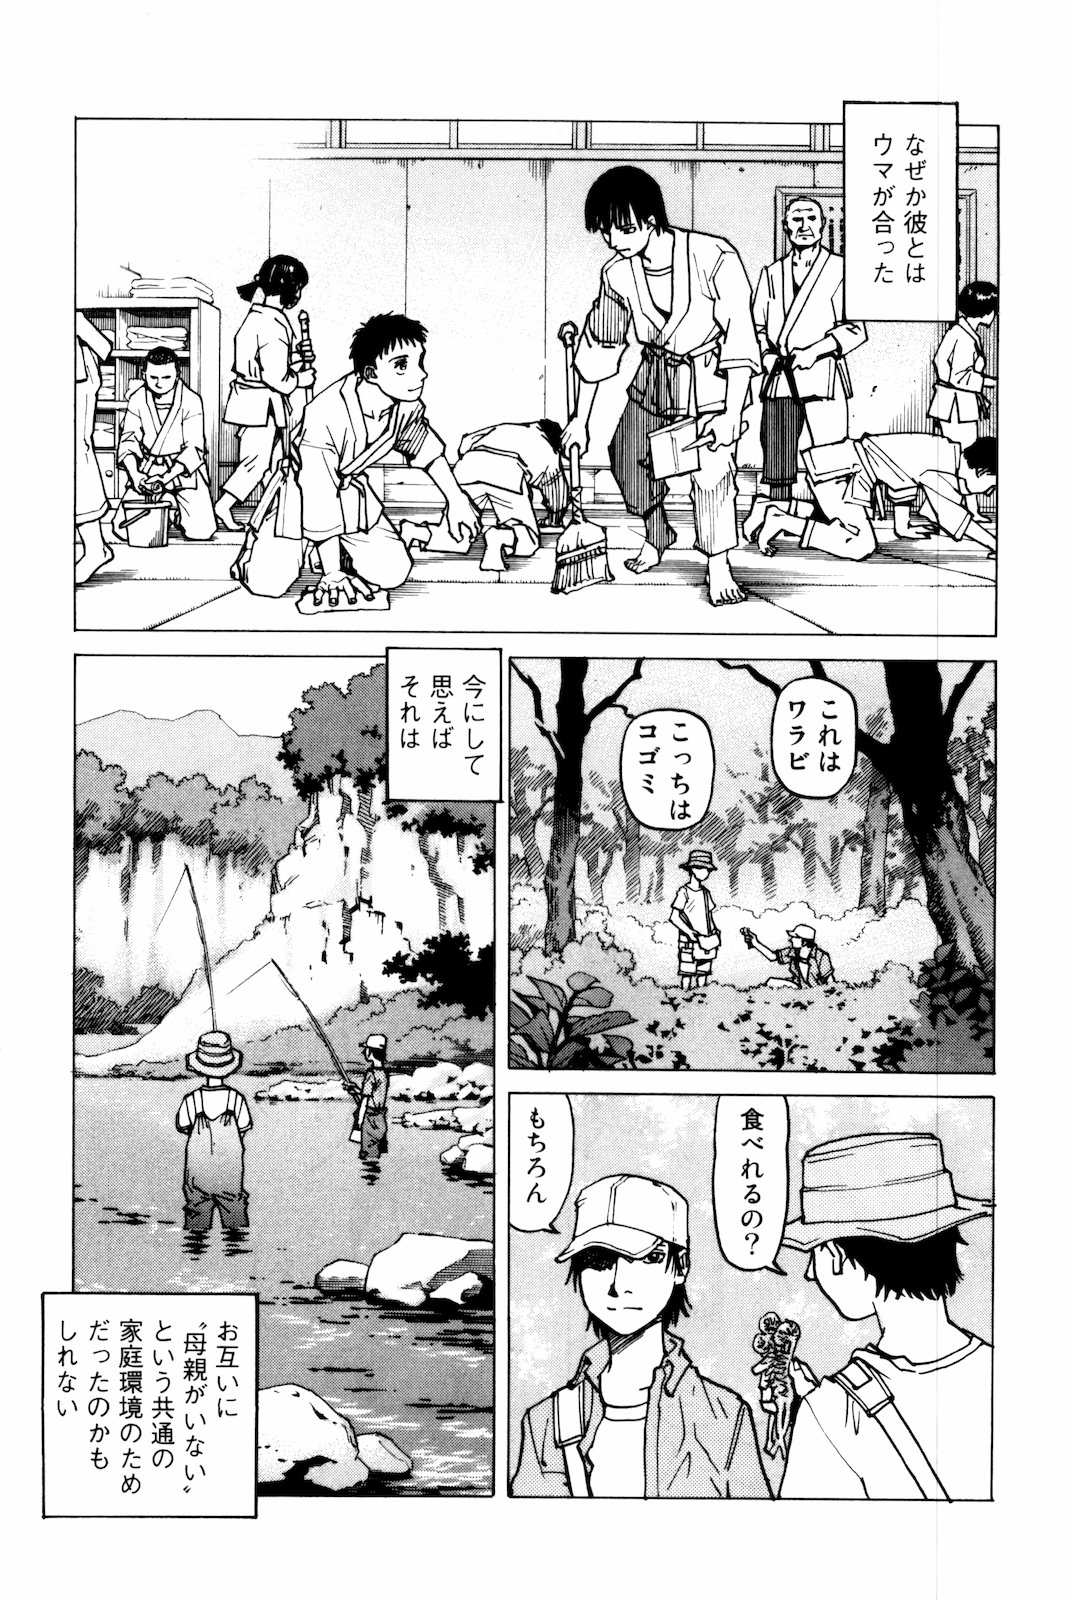 なぜか彼とは
ウマが合った
これは
ワラビ
こっちは
コゴミ
食べれるの？
もちろん
今にして
思えば
それは
お互いに
〝母親がいない〟
という共通の
家庭環境のため
だったのかも
しれない